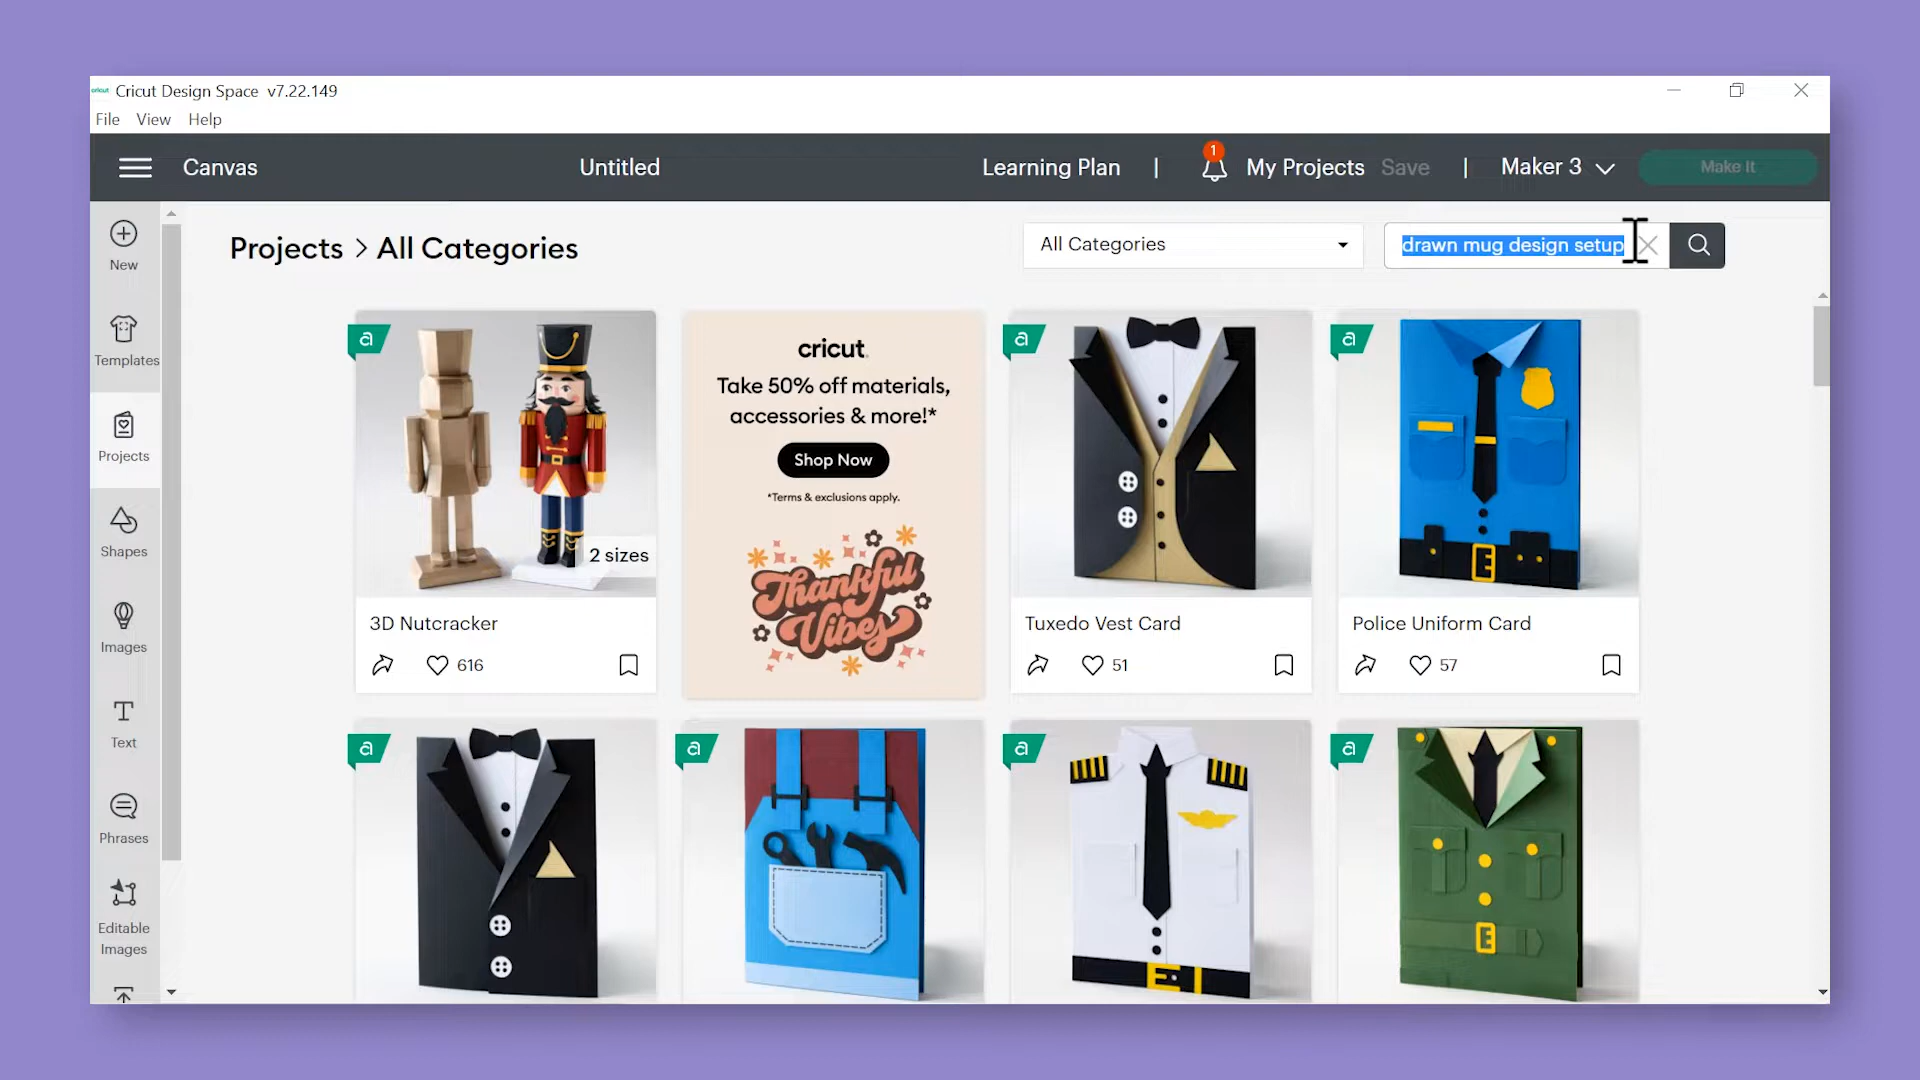 cricut Cricut Design Space v7.22.149
File View Help
Canvas Untitled Learning Plan | 1 My Projects Save | Maker 3 Make It
New
Templates
Projects
Shapes
Images
Text
Phrases
Editable
Images
Projects > All Categories
All Categories
drawn mug design setup
a
2 sizes
3D Nutcracker
616
cricut
Take 50% off materials,
accessories & more!*
Shop Now
*Terms & exclusions apply.
Thankful
Vibes
a
Tuxedo Vest Card
51
a
Police Uniform Card
57
a
a
a
a